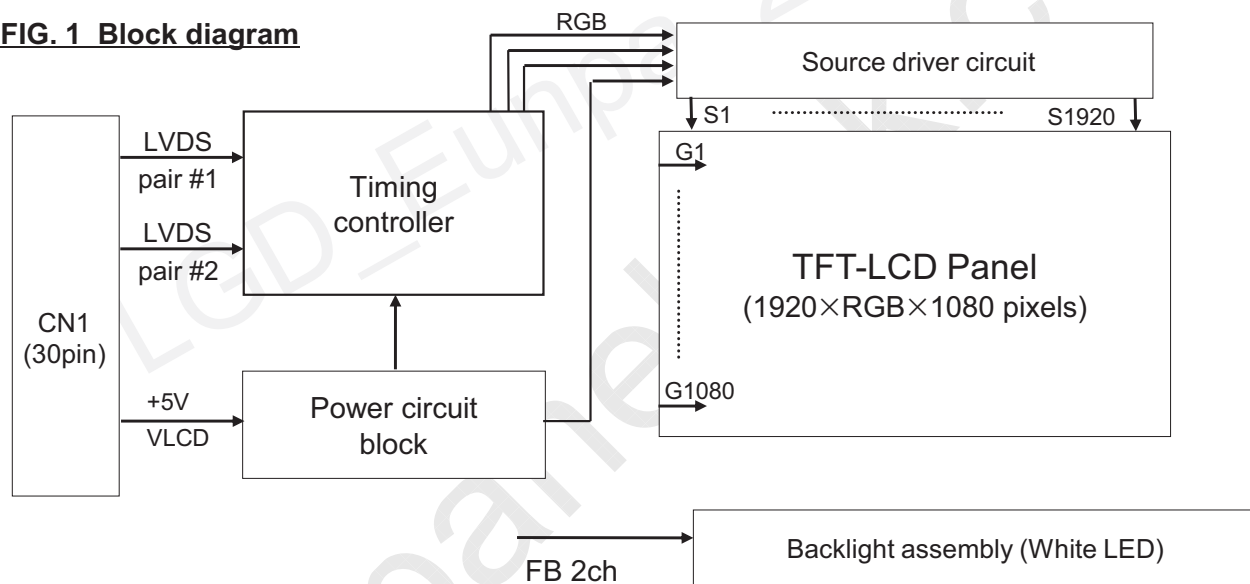 FIG. 1 Block diagram
RGB
Source driver circuit
S1
S1920
CN1
(30pin)
LVDS
pair #1
LVDS
pair #2
Timing
controller
G1
TFT-LCD Panel
(1920×RGB×1080 pixels)
G1080
+5V
VLCD
Power circuit
block
FB 2ch
Backlight assembly (White LED)
LGD_Eunpa
panel